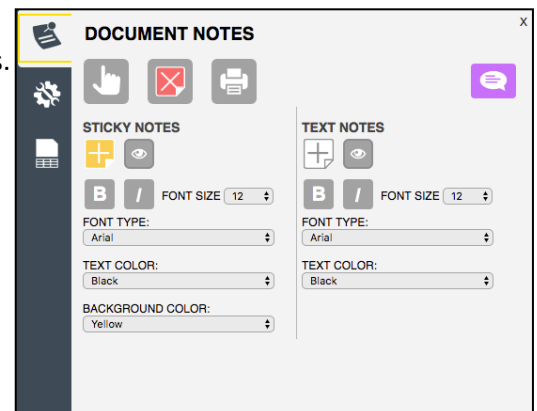 s.
x
DOCUMENT NOTES
STICKY NOTES
B I FONT SIZE 12
FONT TYPE:
Arial
TEXT COLOR:
Black
BACKGROUND COLOR:
Yellow
TEXT NOTES
B I FONT SIZE 12
FONT TYPE:
Arial
TEXT COLOR:
Black